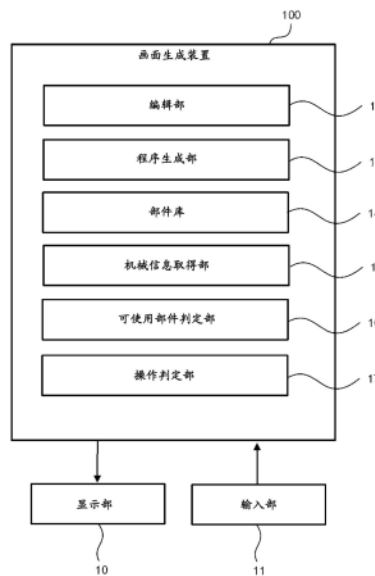 100
画面生成装置
编辑部
程序生成部
部件库
机械信息取得部
可使用部件判定部
操作判定部
显示部
输入部
10
11